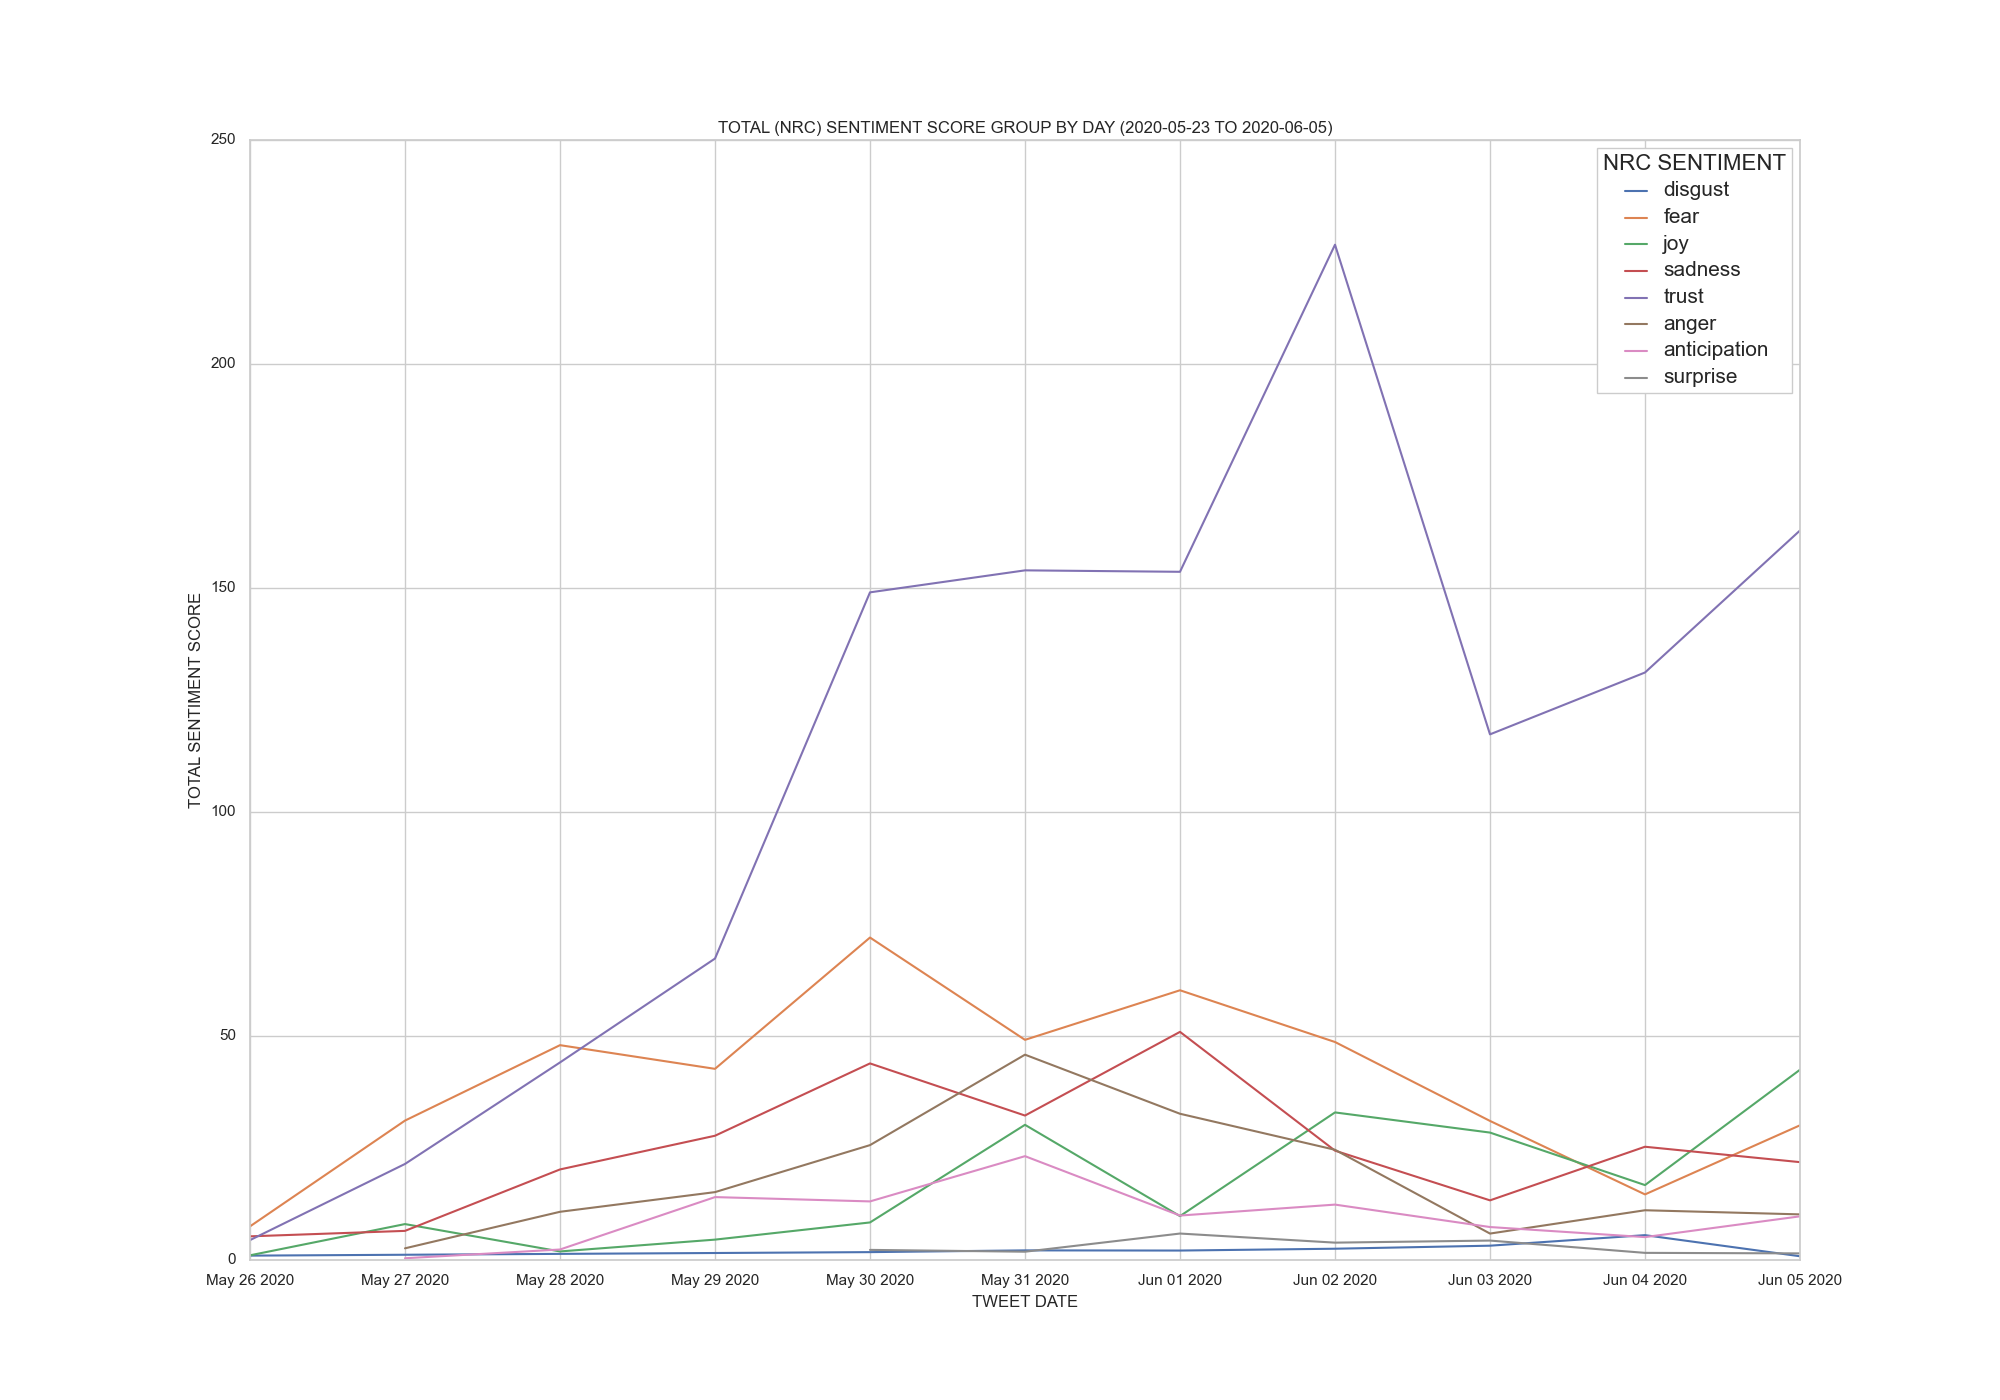 TOTAL (NRC) SENTIMENT SCORE GROUP BY DAY (2020-05-23 TO 2020-06-05)
250
200
150
100
50
0
TOTAL SENTIMENT SCORE
NRC SENTIMENT
disgust
fear
joy
sadness
trust
anger
anticipation
surprise
May 26 2020 May 27 2020 May 28 2020 May 29 2020 May 30 2020 May 31 2020 Jun 01 2020 Jun 02 2020 Jun 03 2020 Jun 04 2020 Jun 05 2020
TWEET DATE